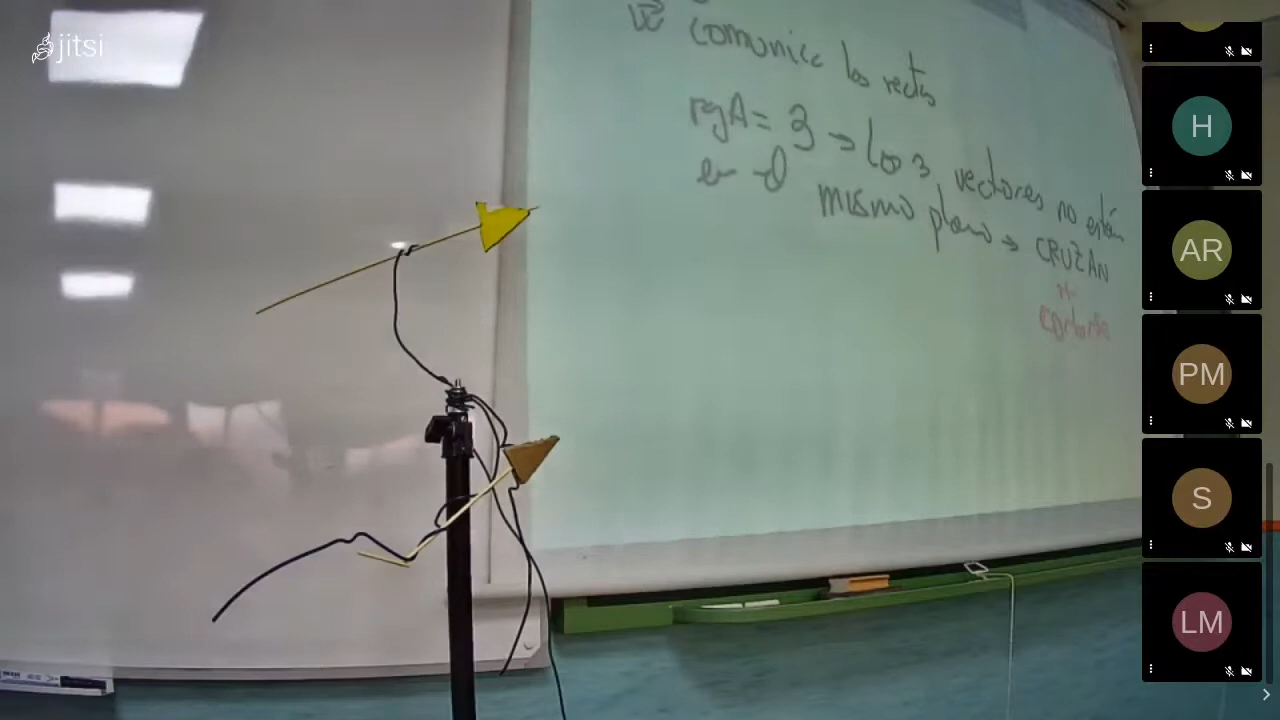 jitsi
comunica las rectas
rgA = 3 → los 3 vectores no están
en el mismo plano → CRUZAN
H
AR
PM
S
LM